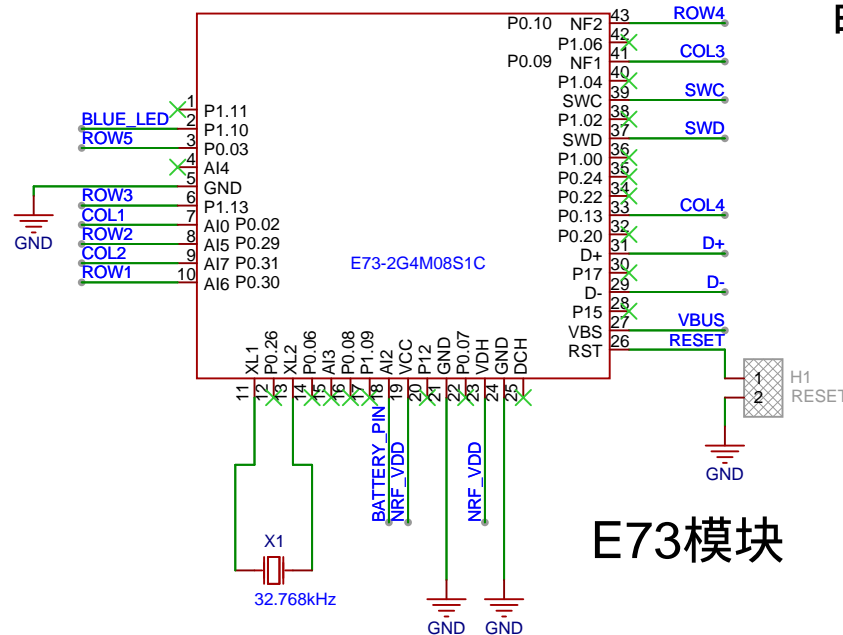 43 ROW4
P0.10 NF2
42
P1.06
41 COL3
P0.09 NF1
40
P1.04
39 SWC
SWC
38
P1.02
37 SWD
SWD
36
P1.00
35
P0.24
34
P0.22
33 COL4
P0.13
32
P0.20
31 D+
D+
30
P17
29 D-
D-
28
P15
27 VBUS
VBS
26 RESET
RST
1 P1.11
BLUE_LED 2 P1.10
ROW5 3 P0.03
4 AI4
5 GND
GND
ROW3 6 P1.13
COL1 7 AI0 P0.02
ROW2 8 AI5 P0.29
COL2 9 AI7 P0.31
ROW1 10 AI6 P0.30
E73-2G4M08S1C
XL1 P0.26 XL2 P0.06 AI3 P0.08 P1.09 AI2 VCC P12 GND P0.07 VDH GND DCH
11 12 13 14 15 16 17 18 19 20 21 22 23 24 25
BATTERY_PIN
NRF_VDD
NRF_VDD
1 H1
2 RESET
GND
X1
32.768kHz
E73模块
GND GND